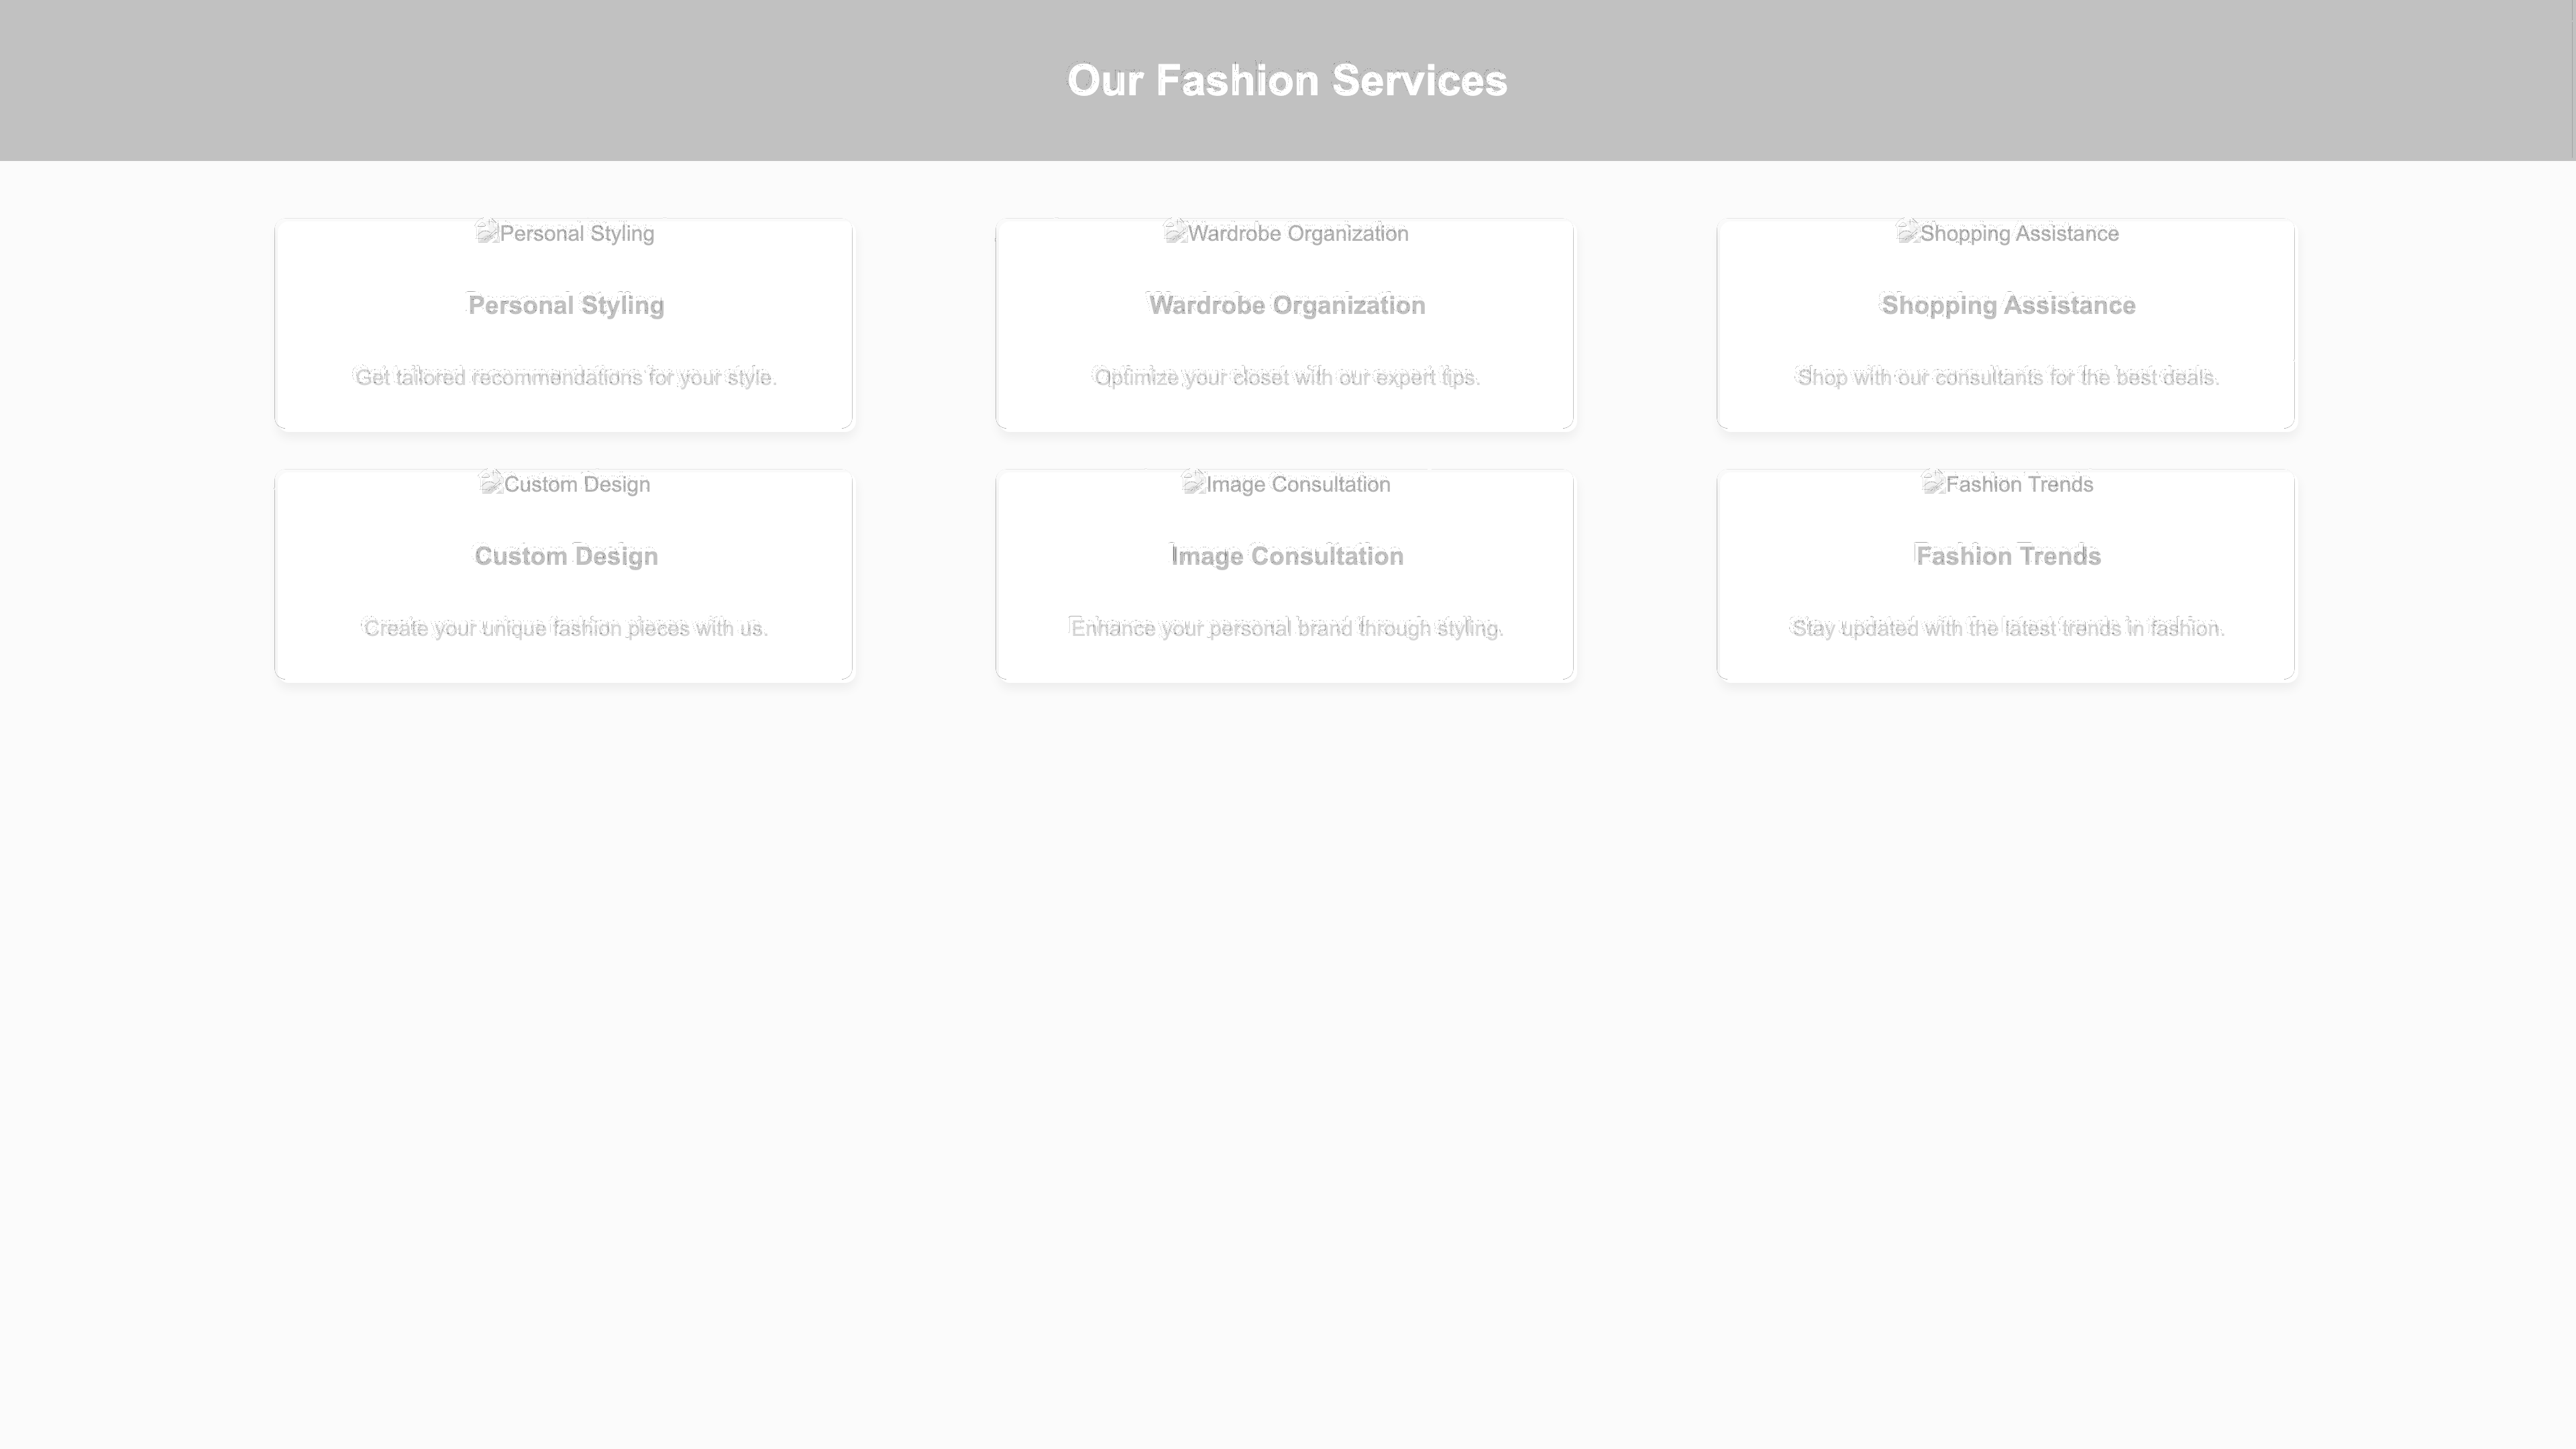 Our Fashion Services
Personal Styling
Wardrobe Organization
Shopping Assistance
Personal Styling
Wardrobe Organization
Shopping Assistance
Get tailored recommendations for your style.
Optimize your closet with our expert tips.
Shop with our consultants for the best deals.
Custom Design
Image Consultation
Fashion Trends
Custom Design
Image Consultation
Fashion Trends
Create your unique fashion pieces with us.
Enhance your personal brand through styling.
Stay updated with the latest trends in fashion.